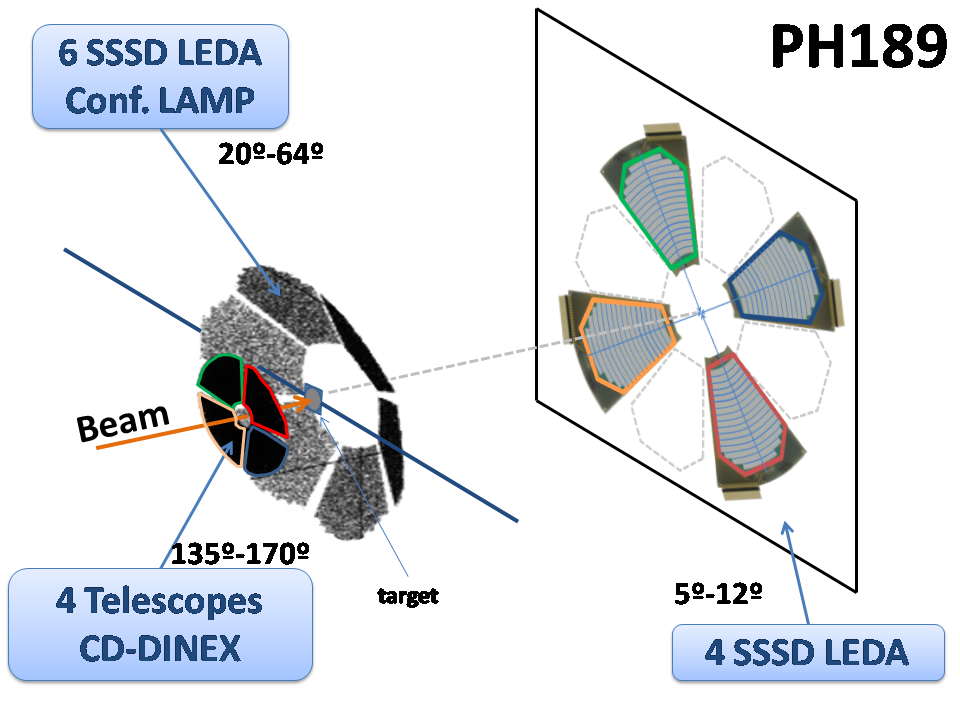 PH189
6 SSSD LEDA
Conf. LAMP
20º-64º
Beam
135º-170º
target
5º-12º
4 Telescopes
CD-DINEX
4 SSSD LEDA